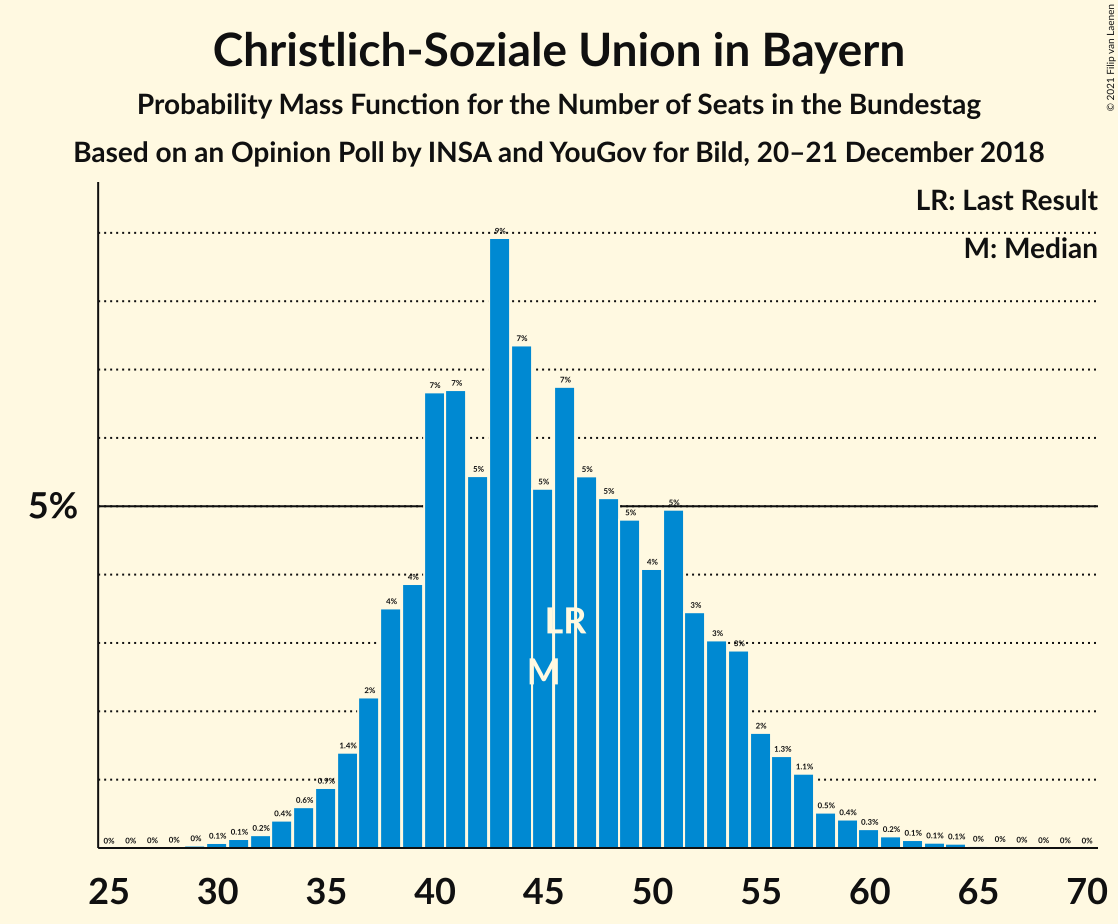 Christlich-Soziale Union in Bayern
Probability Mass Function for the Number of Seats in the Bundestag
Based on an Opinion Poll by INSA and YouGov for Bild, 20–21 December 2018
© 2021 Filip van Laenen
LR: Last Result
M: Median
5%
0% 0% 0% 0% 0% 0.1% 0.1% 0.2% 0.4% 0.6% 0.9% 1.4% 2% 4% 4% 7% 7% 5% 9% 7% 5% 7% 5% 5% 5% 4% 5% 3% 3% 3% 2% 1.3% 1.1% 0.5% 0.4% 0.3% 0.2% 0.1% 0.1% 0.1% 0% 0% 0% 0% 0% 0%
LR
M
25 30 35 40 45 50 55 60 65 70